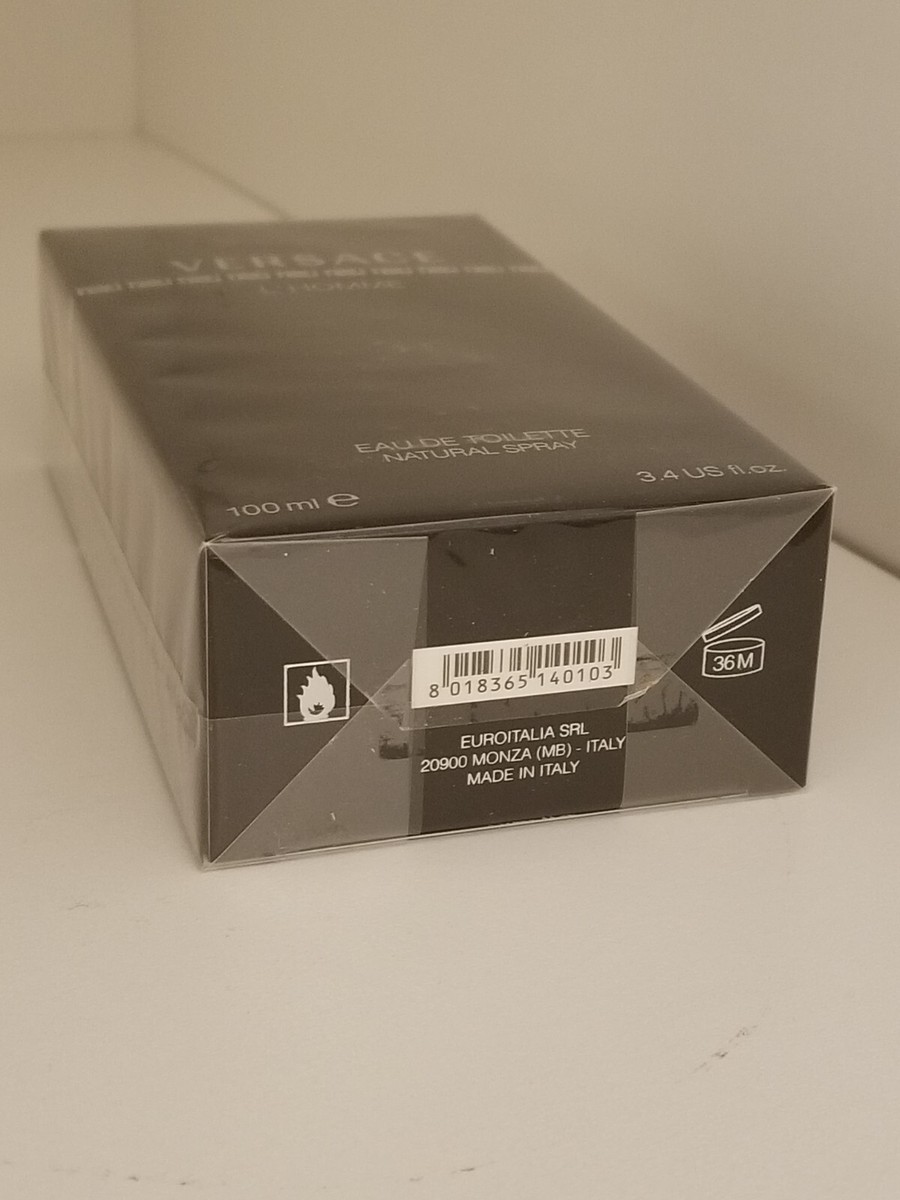 VERSACE
L'HOMME
EAU DE TOILETTE
NATURAL SPRAY
100 ml e
3.4 US fl.oz.
36M
8 018365 140103
EUROITALIA SRL
20900 MONZA (MB) - ITALY
MADE IN ITALY